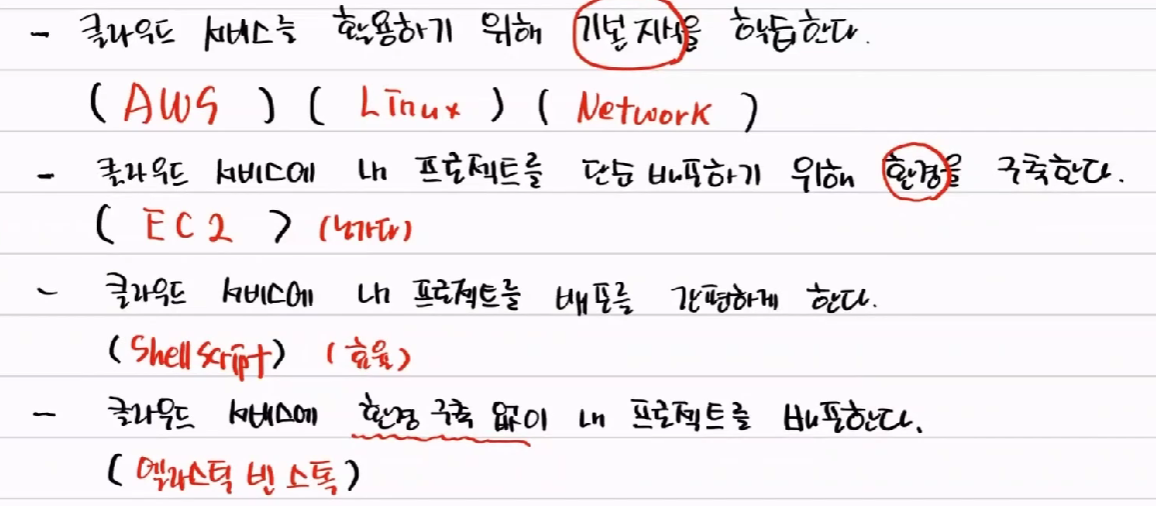 - 클라우드 서비스를 활용하기 위해 기본 지식을 학습한다.
(AWS) (Linux) (Network)
- 클라우드 서비스에 내 프로젝트를 단순 배포하기 위해 환경을 구축한다.
(EC2) (노가다)
- 클라우드 서비스에 내 프로젝트를 배포를 간편하게 한다.
(Shell script) (효율)
- 클라우드 서비스에 환경 구축 없이 내 프로젝트를 배포한다.
(엘라스틱 빈 스톡)